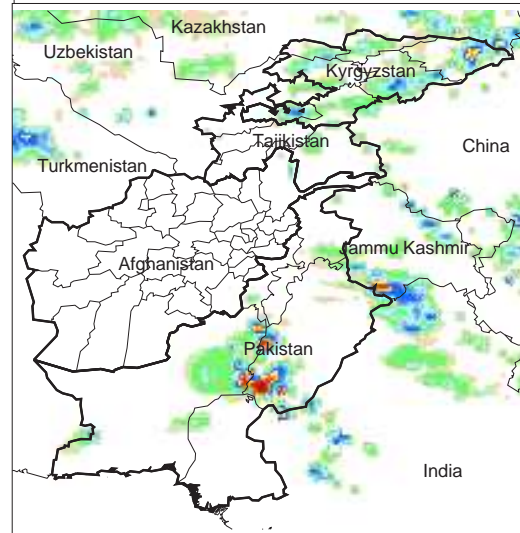 Kazakhstan
Uzbekistan
Kyrgyzstan
Tajikistan
China
Turkmenistan
Jammu Kashmir
Afghanistan
Pakistan
India